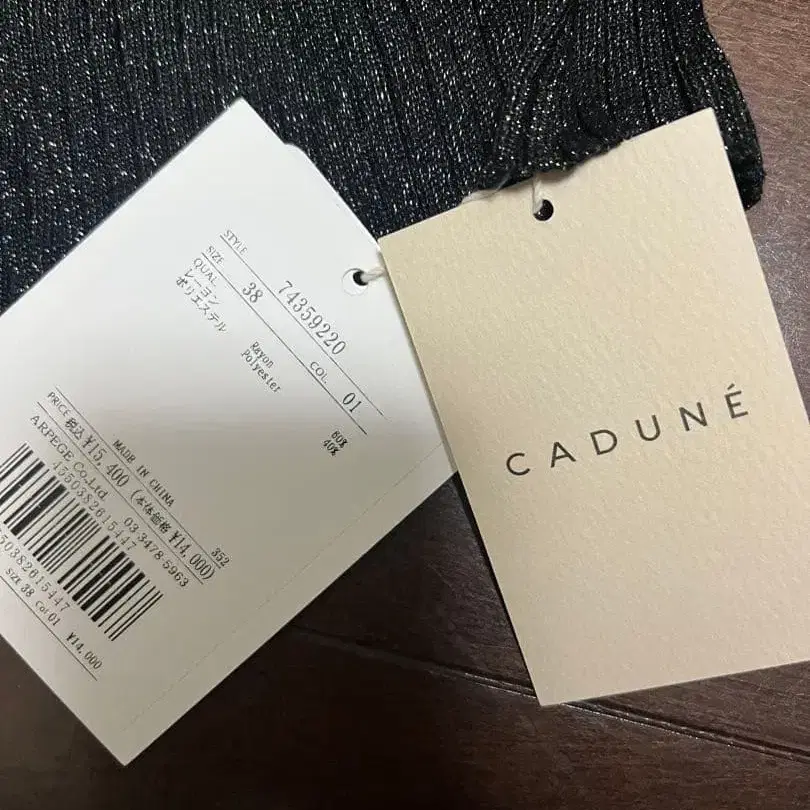 STYLE 74359220
SIZE 38 COL. 01
QUAL
レーヨン Rayon 60%
ポリエステル Polyester 40%
MADE IN CHINA 352
PRICE 税込 ¥15,400 (本体価格 ¥14,000)
ARPEGE Co.,Ltd. 03.3478.5963
4550382615447
50382615447
SIZE 38 Col 01 ¥14,000
CADUNÉ